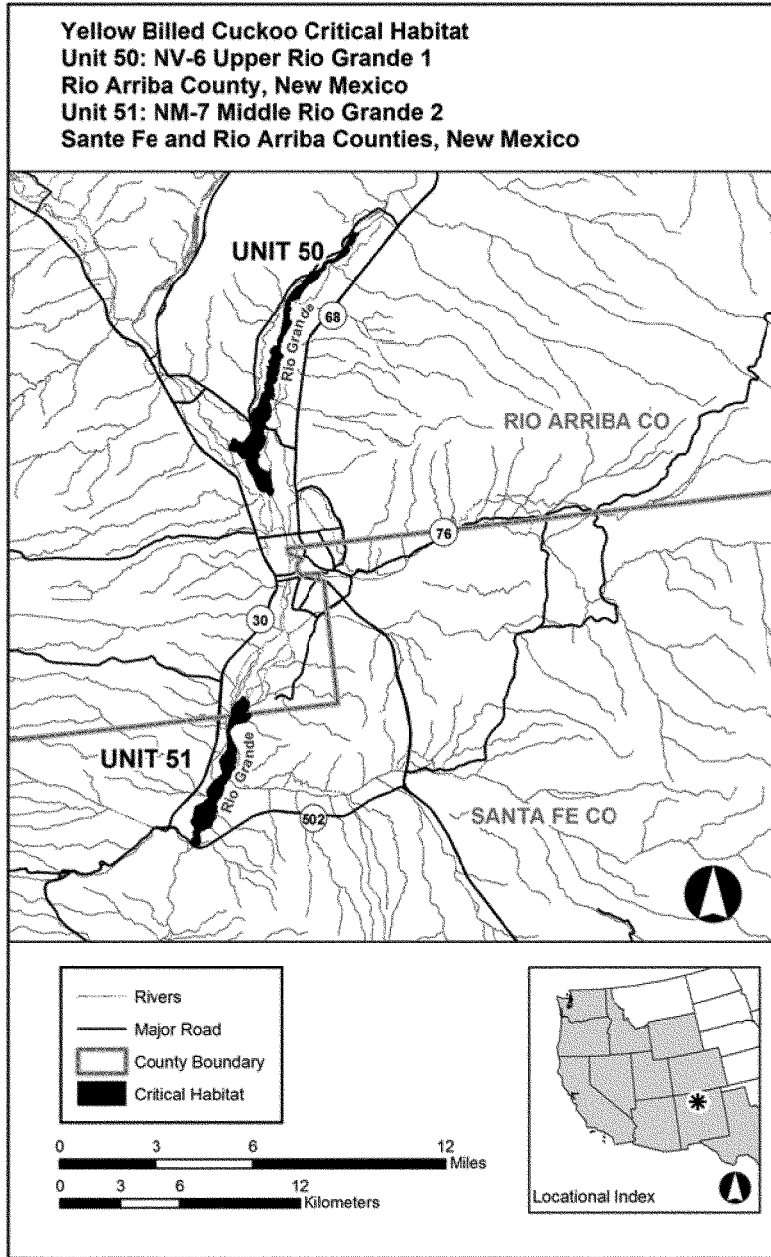 Yellow Billed Cuckoo Critical Habitat
Unit 50: NV-6 Upper Rio Grande 1
Rio Arriba County, New Mexico
Unit 51: NM-7 Middle Rio Grande 2
Sante Fe and Rio Arriba Counties, New Mexico
UNIT 50
68
Rio Grande
RIO ARRIBA CO
76
30
UNIT 51
Rio Grande
502
SANTA FE CO
Rivers
Major Road
County Boundary
Critical Habitat
0 3 6 12
Miles
0 3 6 12
Kilometers
Locational Index